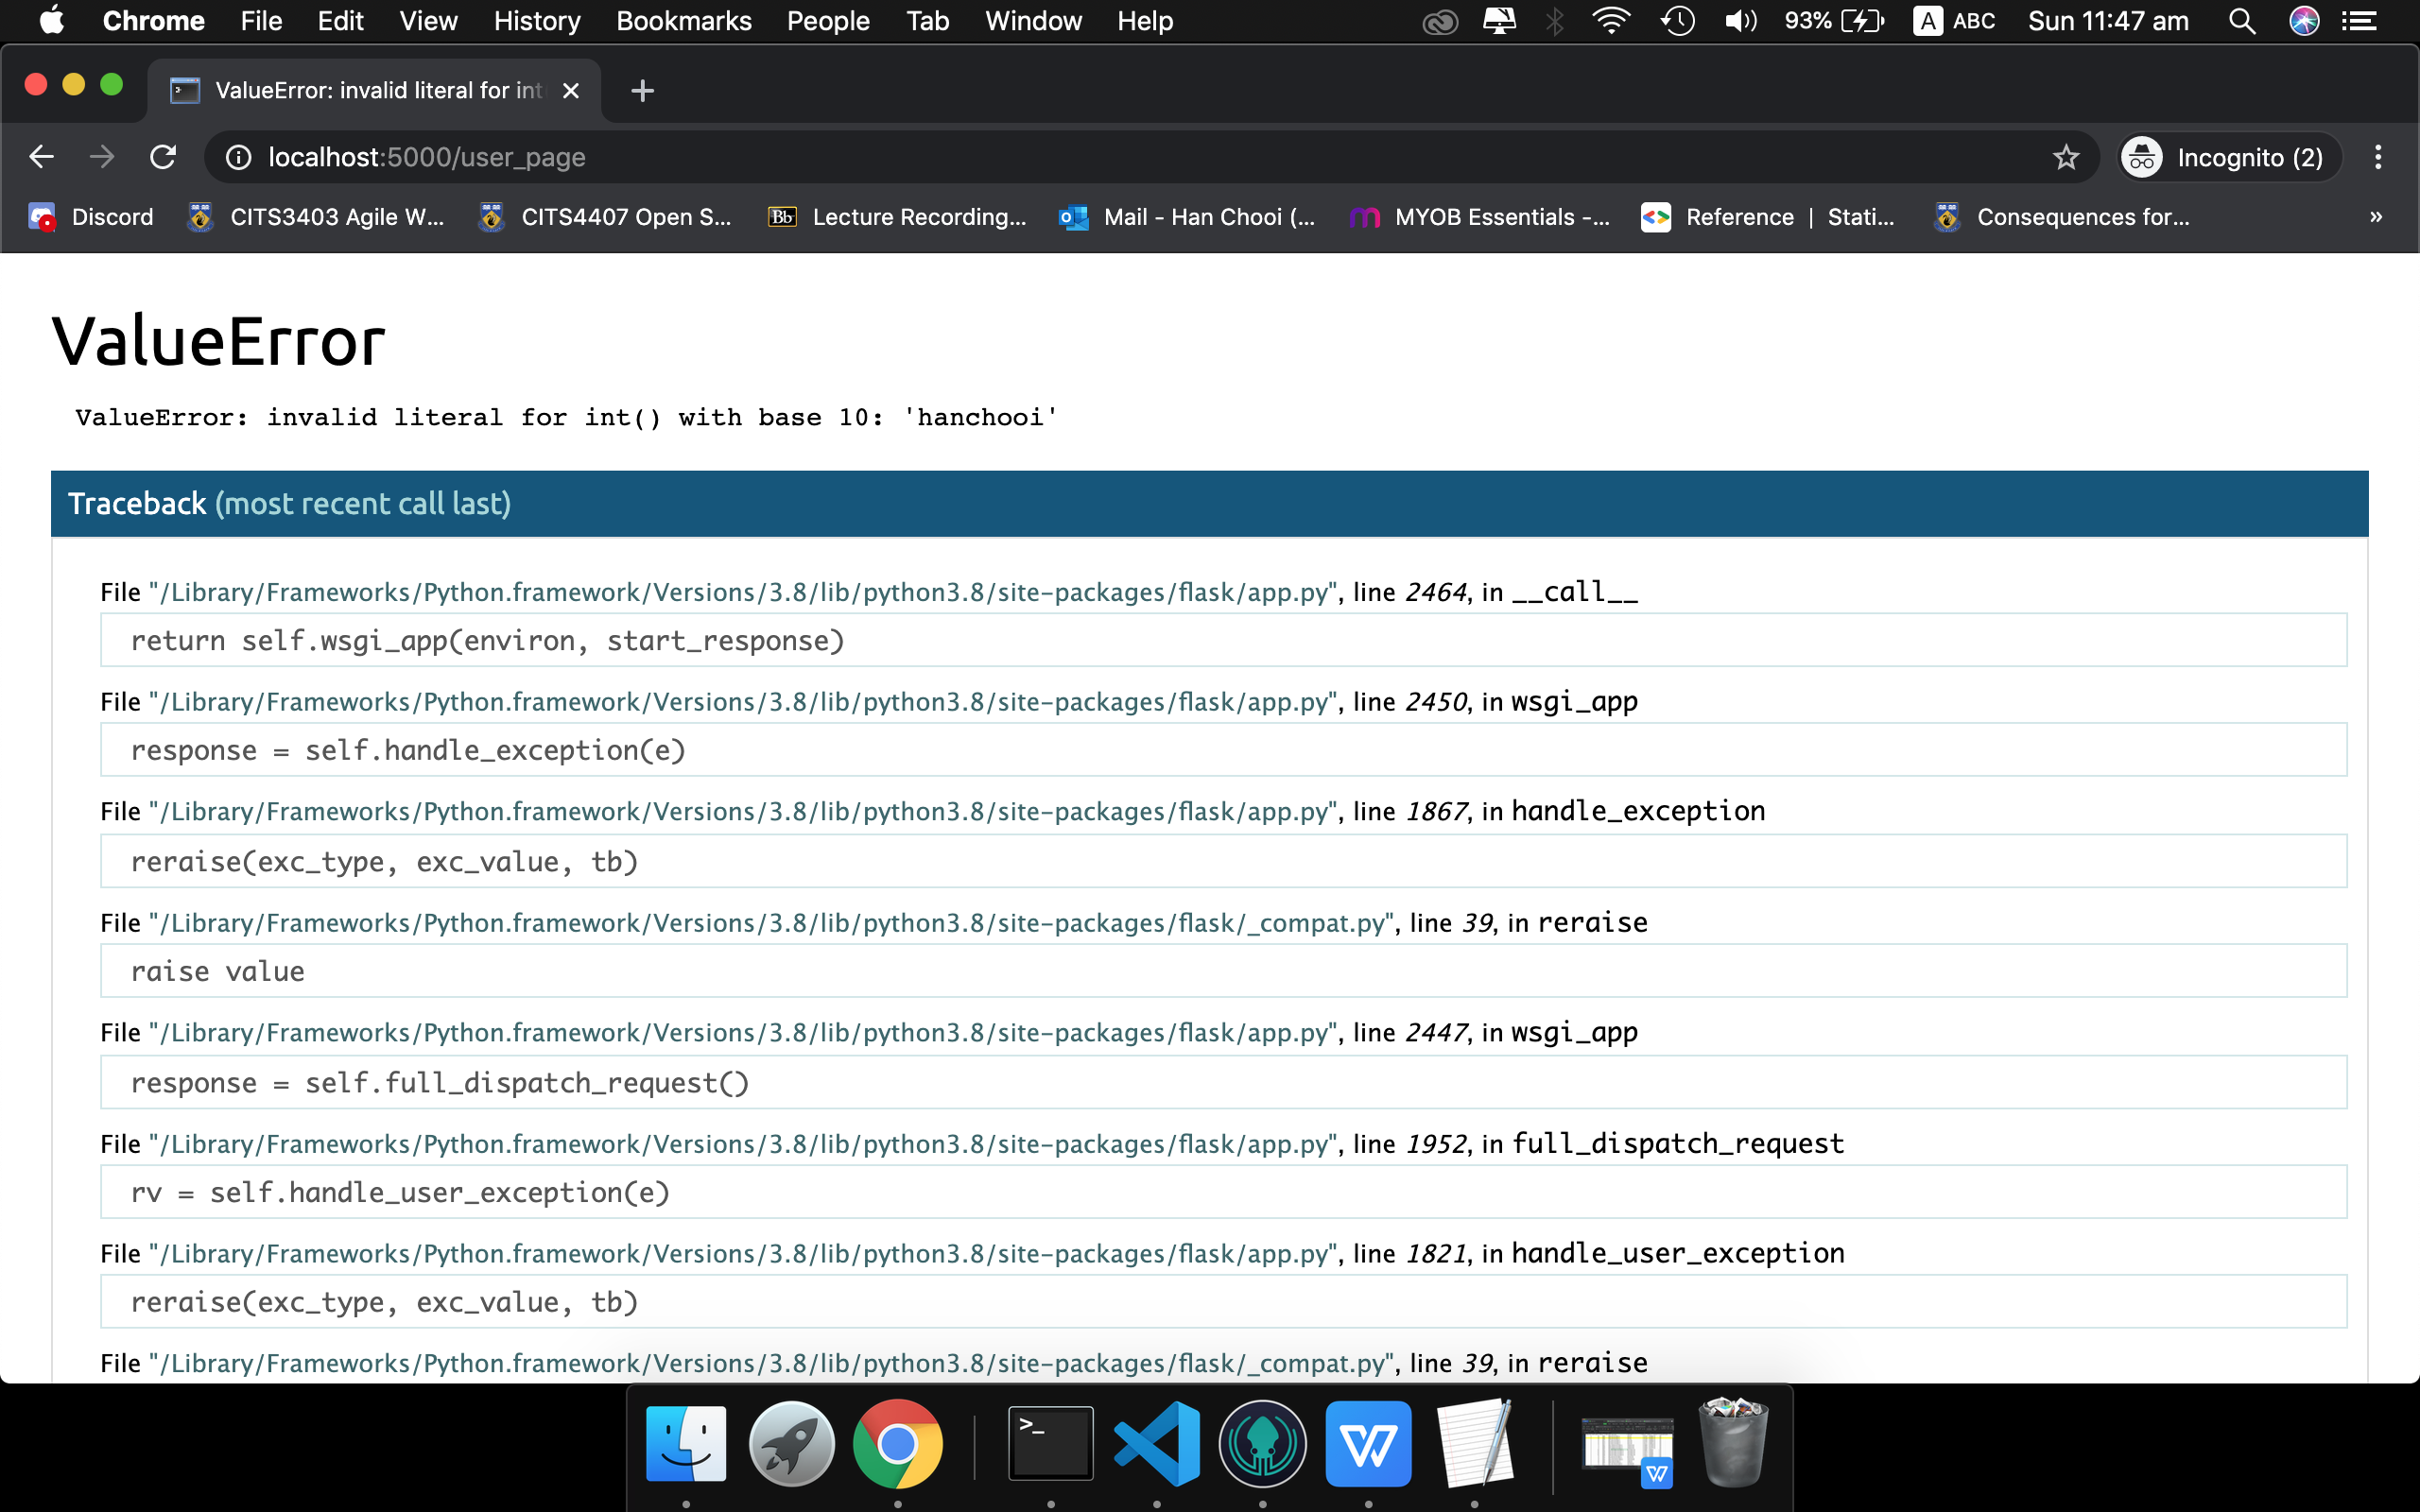 Chrome File Edit View History Bookmarks People Tab Window Help 93% A ABC Sun 11:47 am
ValueError: invalid literal for int
localhost:5000/user_page Incognito (2)
Discord CITS3403 Agile W... CITS4407 Open S... Bb Lecture Recording... Mail - Han Chooi (... MYOB Essentials -... Reference | Stati... Consequences for... »
ValueError
ValueError: invalid literal for int() with base 10: 'hanchooi'
Traceback (most recent call last)
File "/Library/Frameworks/Python.framework/Versions/3.8/lib/python3.8/site-packages/flask/app.py", line 2464, in __call__
return self.wsgi_app(environ, start_response)
File "/Library/Frameworks/Python.framework/Versions/3.8/lib/python3.8/site-packages/flask/app.py", line 2450, in wsgi_app
response = self.handle_exception(e)
File "/Library/Frameworks/Python.framework/Versions/3.8/lib/python3.8/site-packages/flask/app.py", line 1867, in handle_exception
reraise(exc_type, exc_value, tb)
File "/Library/Frameworks/Python.framework/Versions/3.8/lib/python3.8/site-packages/flask/_compat.py", line 39, in reraise
raise value
File "/Library/Frameworks/Python.framework/Versions/3.8/lib/python3.8/site-packages/flask/app.py", line 2447, in wsgi_app
response = self.full_dispatch_request()
File "/Library/Frameworks/Python.framework/Versions/3.8/lib/python3.8/site-packages/flask/app.py", line 1952, in full_dispatch_request
rv = self.handle_user_exception(e)
File "/Library/Frameworks/Python.framework/Versions/3.8/lib/python3.8/site-packages/flask/app.py", line 1821, in handle_user_exception
reraise(exc_type, exc_value, tb)
File "/Library/Frameworks/Python.framework/Versions/3.8/lib/python3.8/site-packages/flask/_compat.py", line 39, in reraise